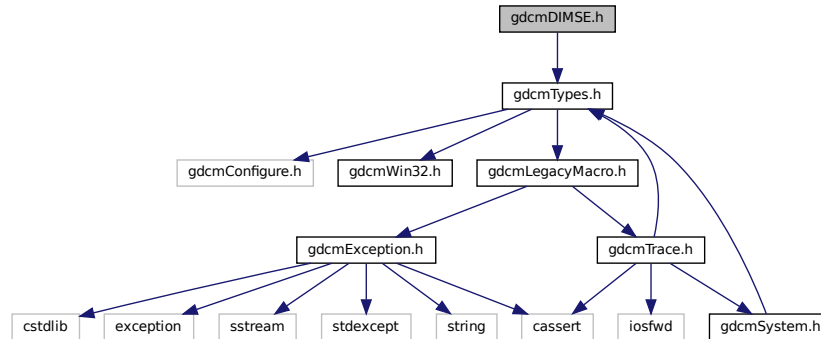 gdcmDIMSE.h
gdcmTypes.h
gdcmConfigure.h
gdcmWin32.h
gdcmLegacyMacro.h
gdcmException.h
gdcmTrace.h
cstdlib
exception
sstream
stdexcept
string
cassert
iosfwd
gdcmSystem.h